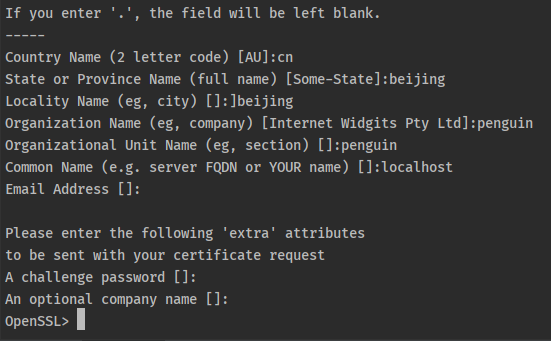 If you enter '.', the field will be left blank.
-----
Country Name (2 letter code) [AU]:cn
State or Province Name (full name) [Some-State]:beijing
Locality Name (eg, city) []:]beijing
Organization Name (eg, company) [Internet Widgits Pty Ltd]:penguin
Organizational Unit Name (eg, section) []:penguin
Common Name (e.g. server FQDN or YOUR name) []:localhost
Email Address []:
Please enter the following 'extra' attributes
to be sent with your certificate request
A challenge password []:
An optional company name []:
OpenSSL>